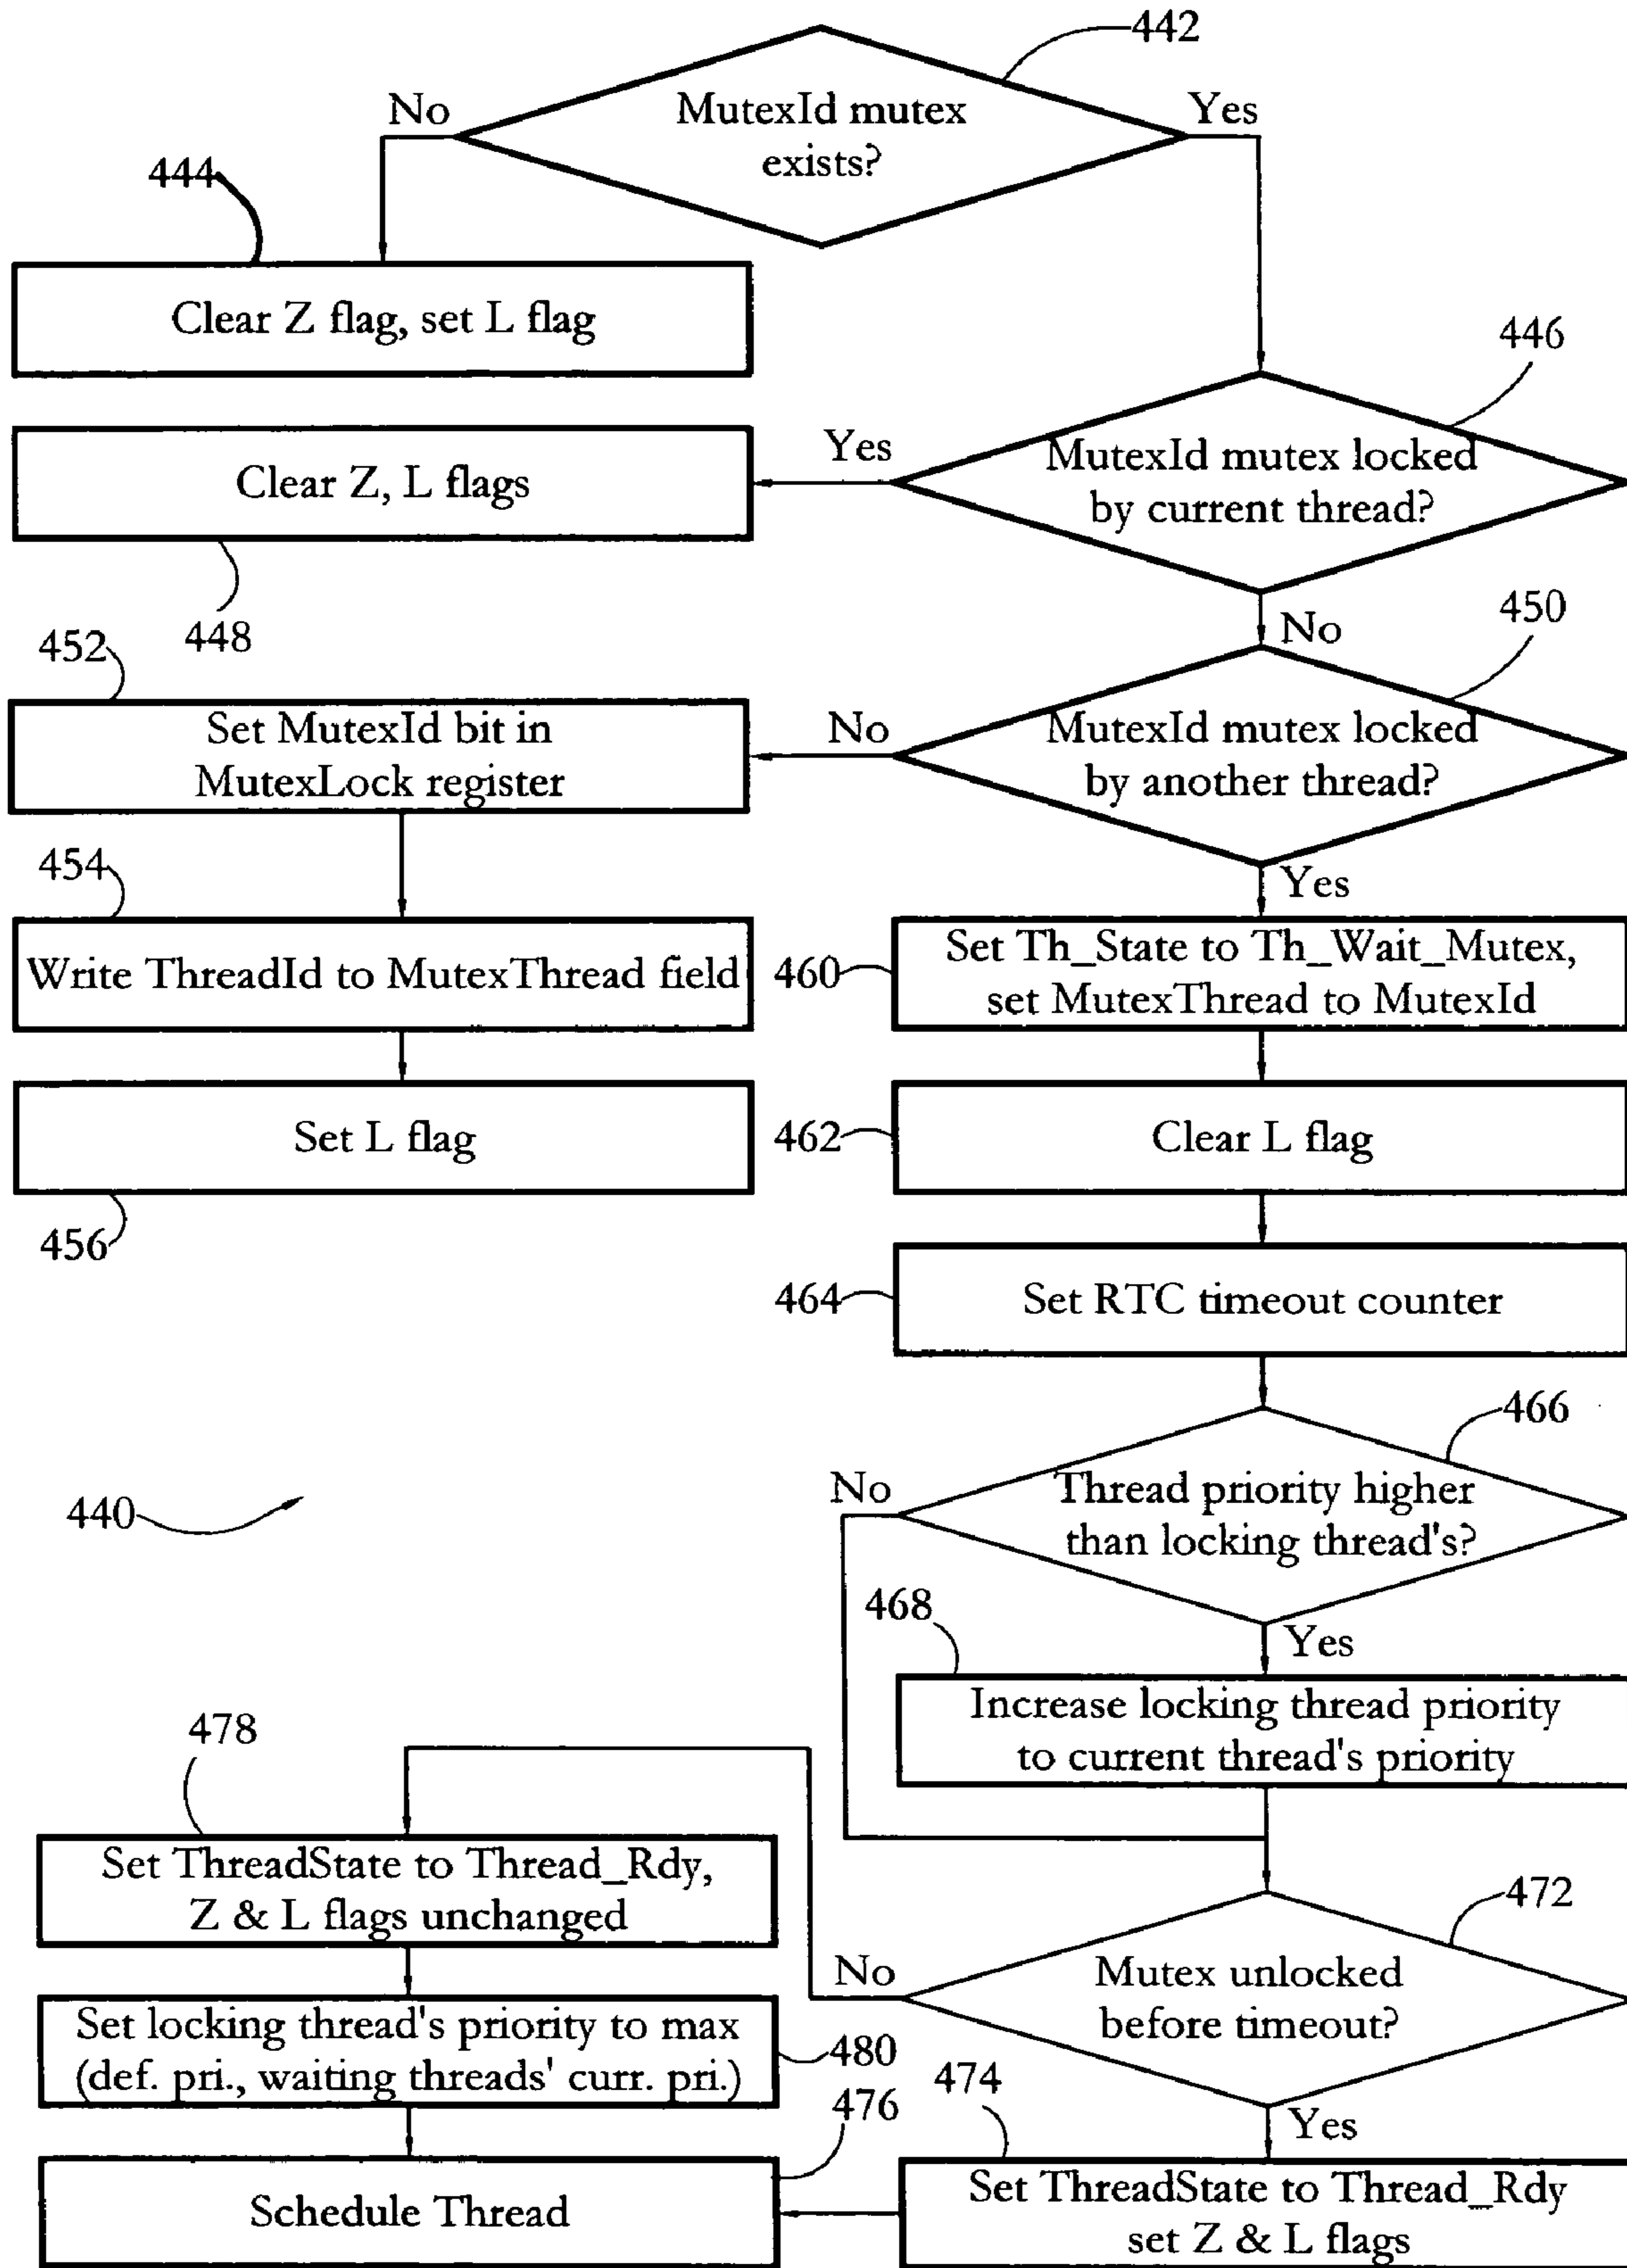 442
No
MutexId mutex
exists?
Yes
444
Clear Z flag, set L flag
446
Yes
MutexId mutex locked
by current thread?
Clear Z, L flags
448
No
450
452
Set MutexId bit in
MutexLock register
No
MutexId mutex locked
by another thread?
Yes
454
Write ThreadId to MutexThread field
460
Set Th_State to Th_Wait_Mutex,
set MutexThread to MutexId
Set L flag
456
462
Clear L flag
464
Set RTC timeout counter
466
440
No
Thread priority higher
than locking thread's?
Yes
468
Increase locking thread priority
to current thread's priority
478
Set ThreadState to Thread_Rdy,
Z & L flags unchanged
472
No
Mutex unlocked
before timeout?
Set locking thread's priority to max
(def. pri., waiting threads' curr. pri.)
480
474
Yes
476
Schedule Thread
Set ThreadState to Thread_Rdy
set Z & L flags